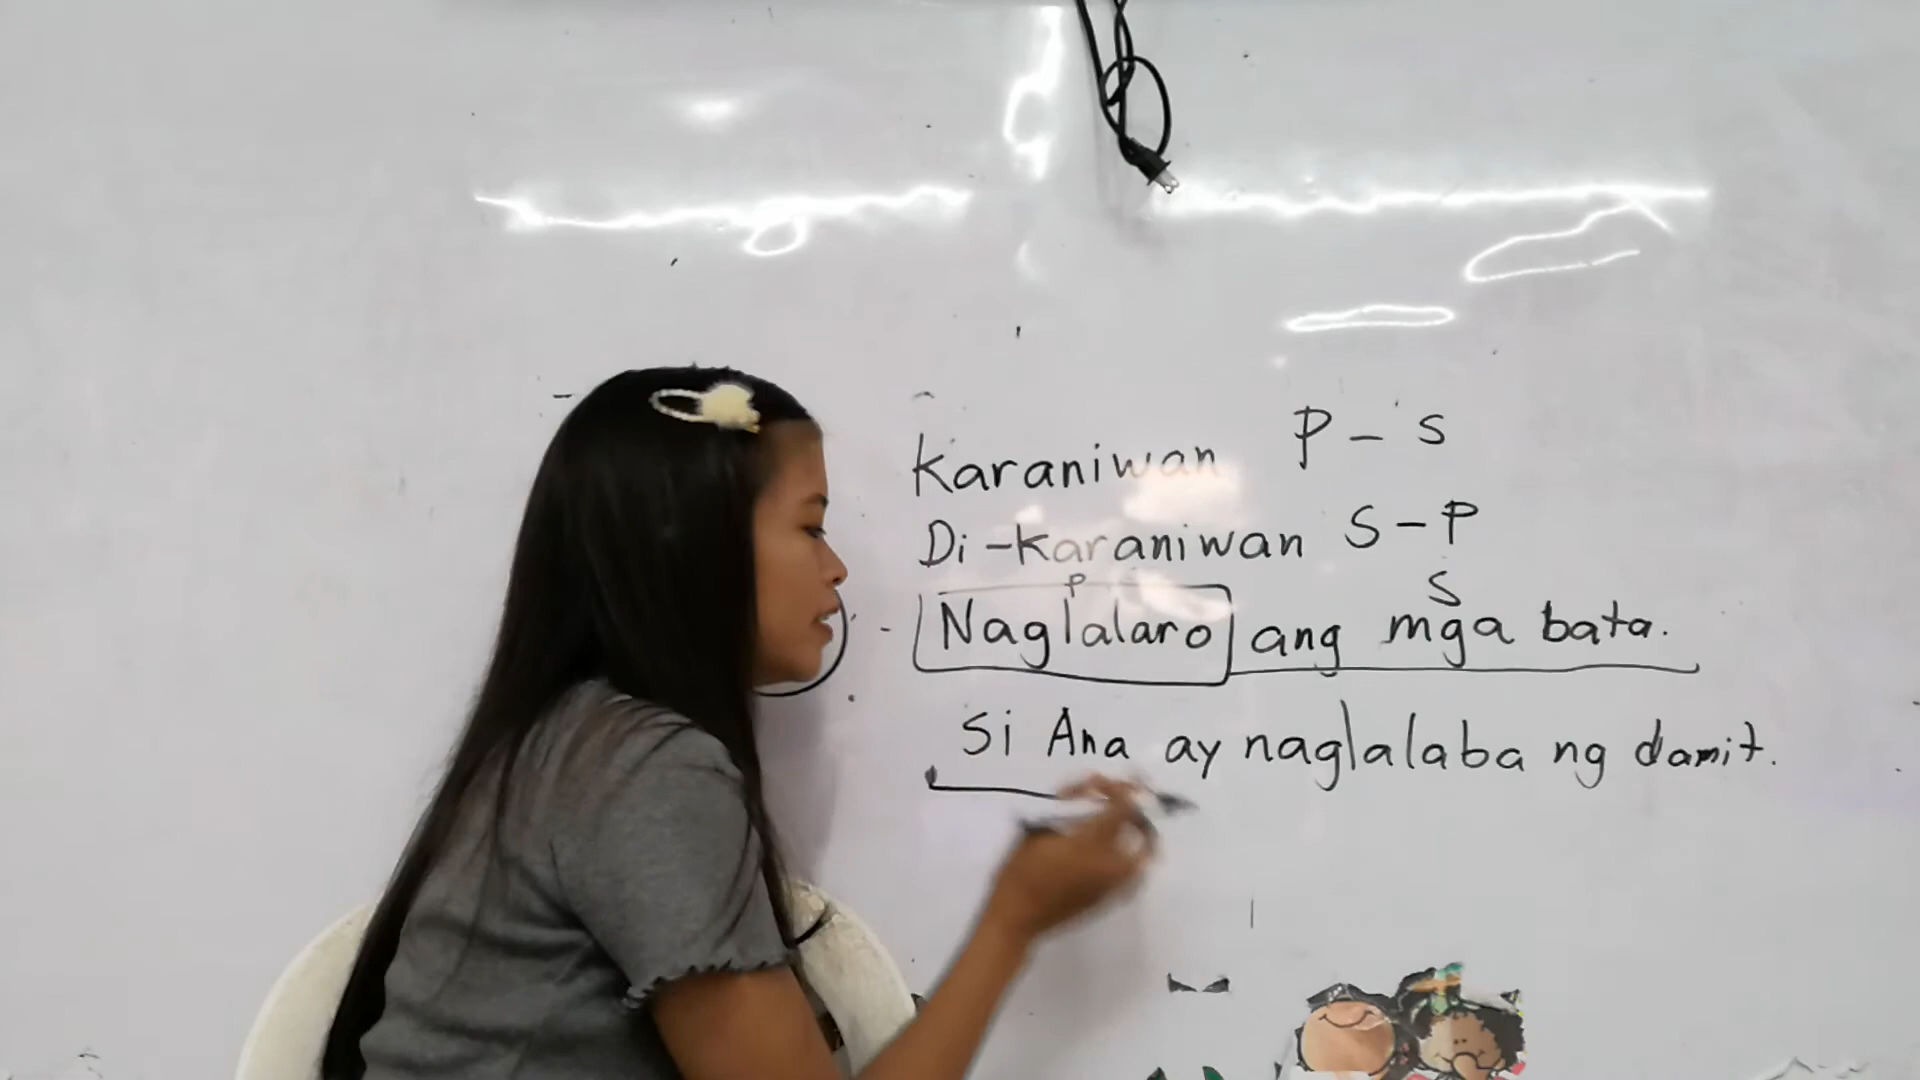 Karaniwan P - S
Di-karaniwan S - P
P S
- Naglalaro ang mga bata.
Si Ana ay naglalaba ng damit.